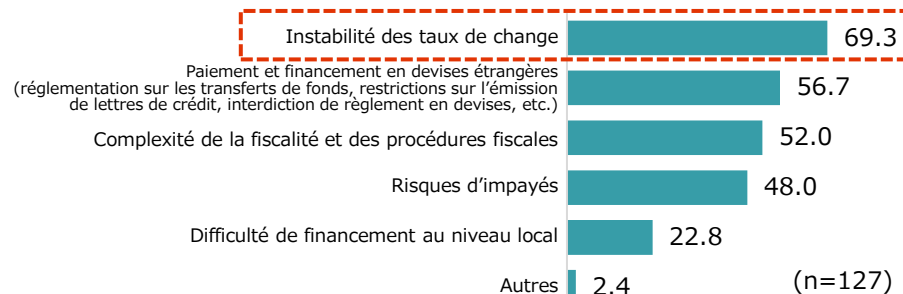 Instabilité des taux de change 69.3
Paiement et financement en devises étrangères
(réglementation sur les transferts de fonds, restrictions sur l’émission
de lettres de crédit, interdiction de règlement en devises, etc.) 56.7
Complexité de la fiscalité et des procédures fiscales 52.0
Risques d’impayés 48.0
Difficulté de financement au niveau local 22.8
Autres 2.4 (n=127)